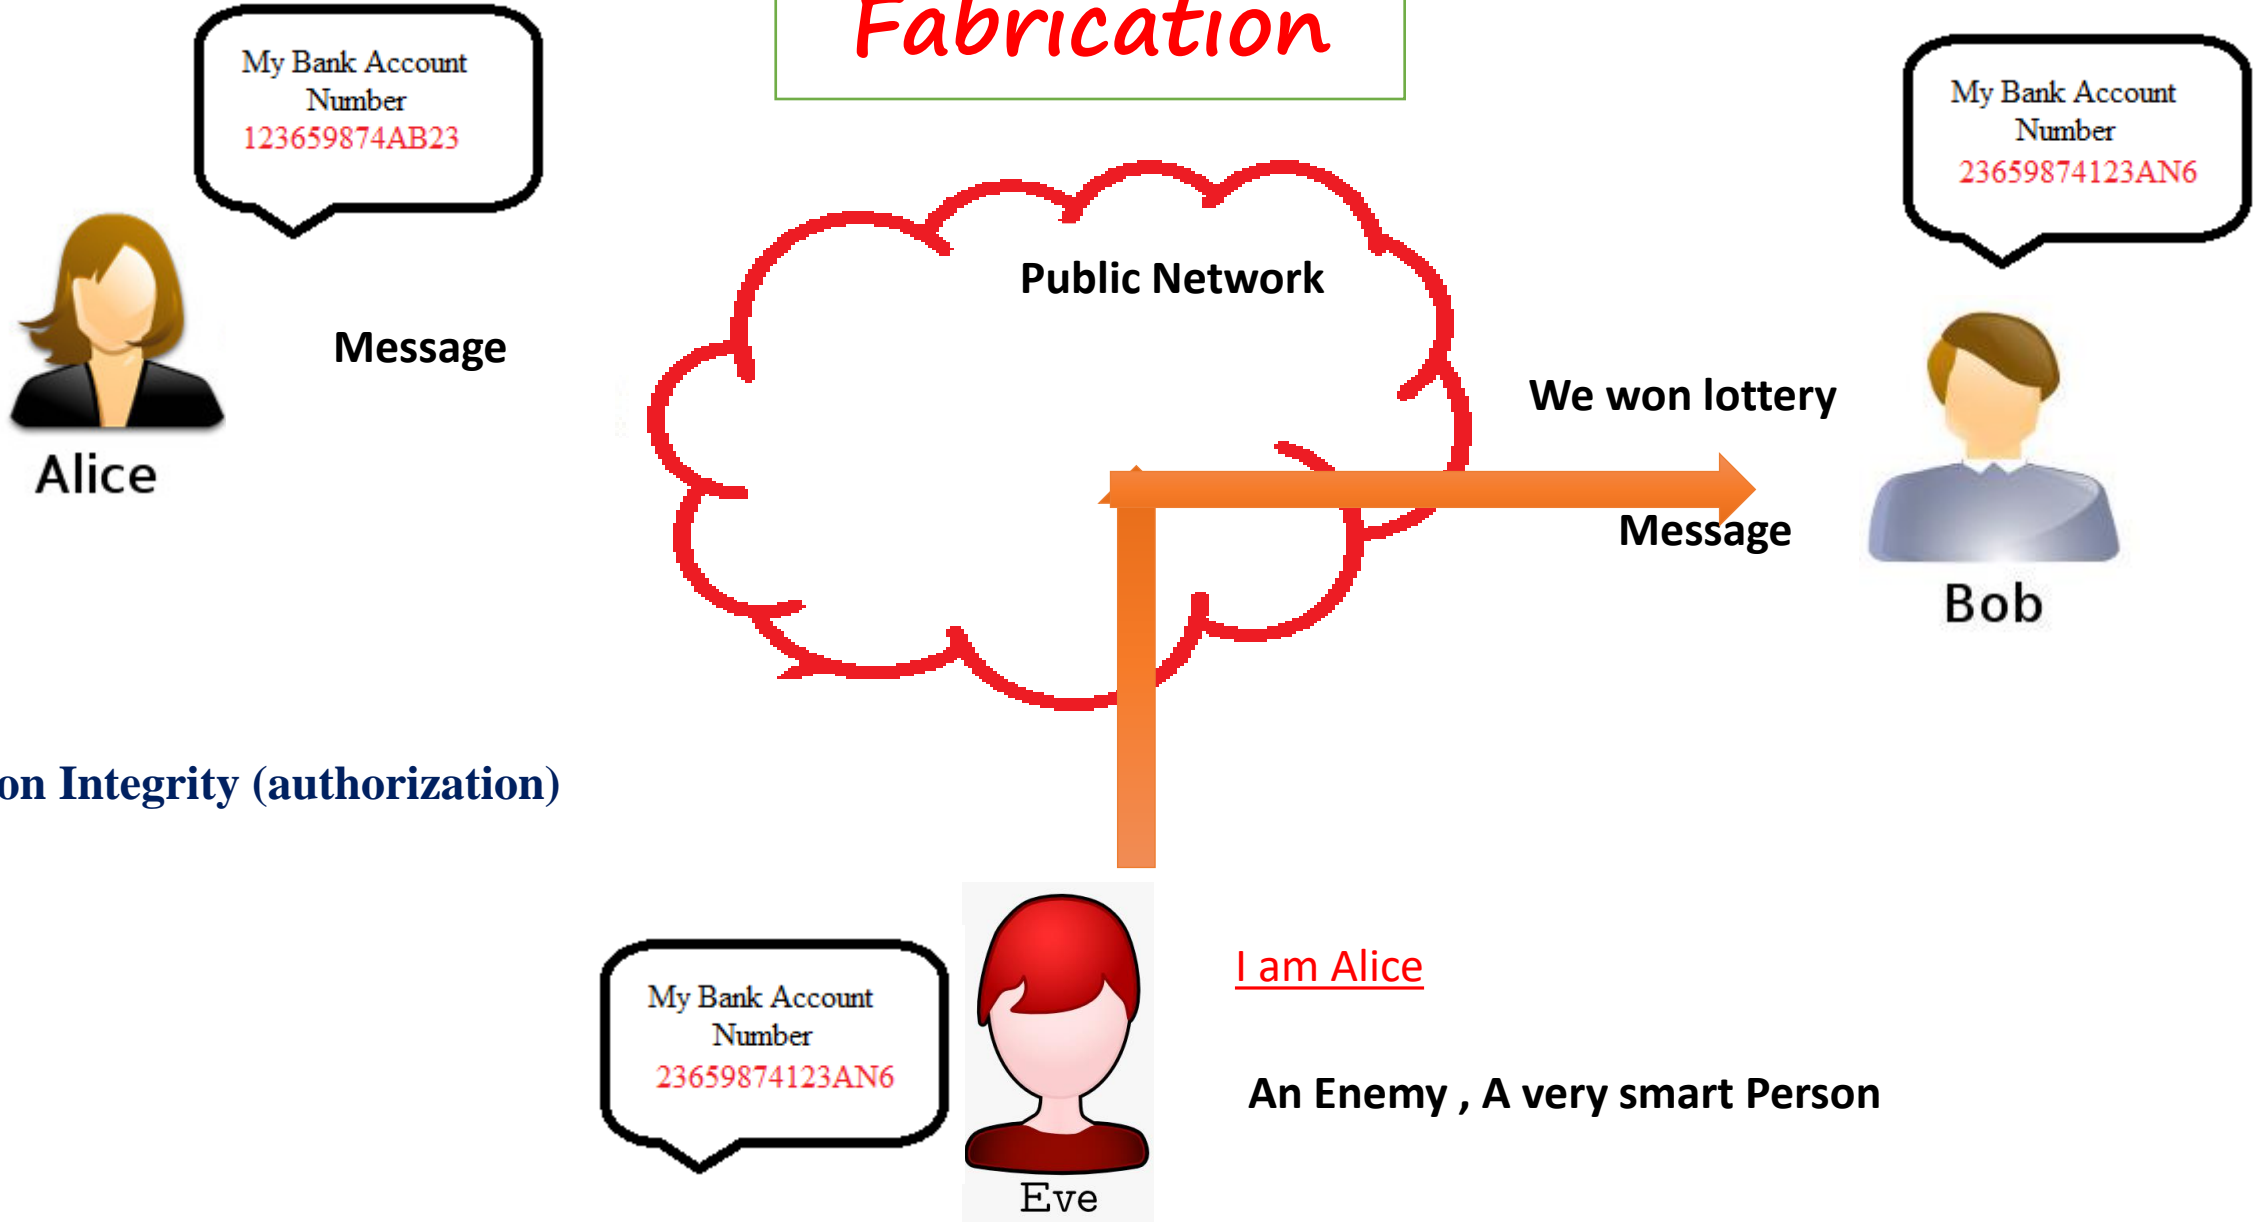 Fabrication
My Bank Account
Number
123659874AB23
My Bank Account
Number
23659874123AN6
Public Network
Message
We won lottery
Message
Alice
Bob
on Integrity (authorization)
I am Alice
My Bank Account
Number
23659874123AN6
An Enemy , A very smart Person
Eve